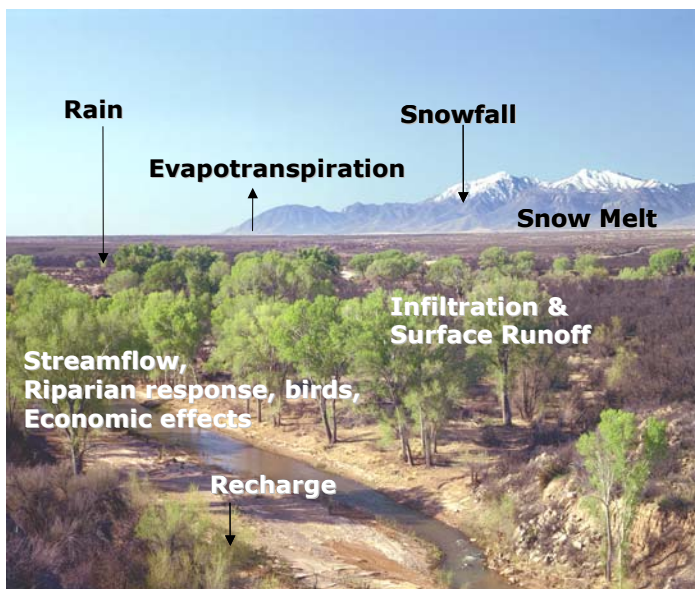 Rain
Snowfall
Evapotranspiration
Snow Melt
Infiltration &
Surface Runoff
Streamflow,
Riparian response, birds,
Economic effects
Recharge